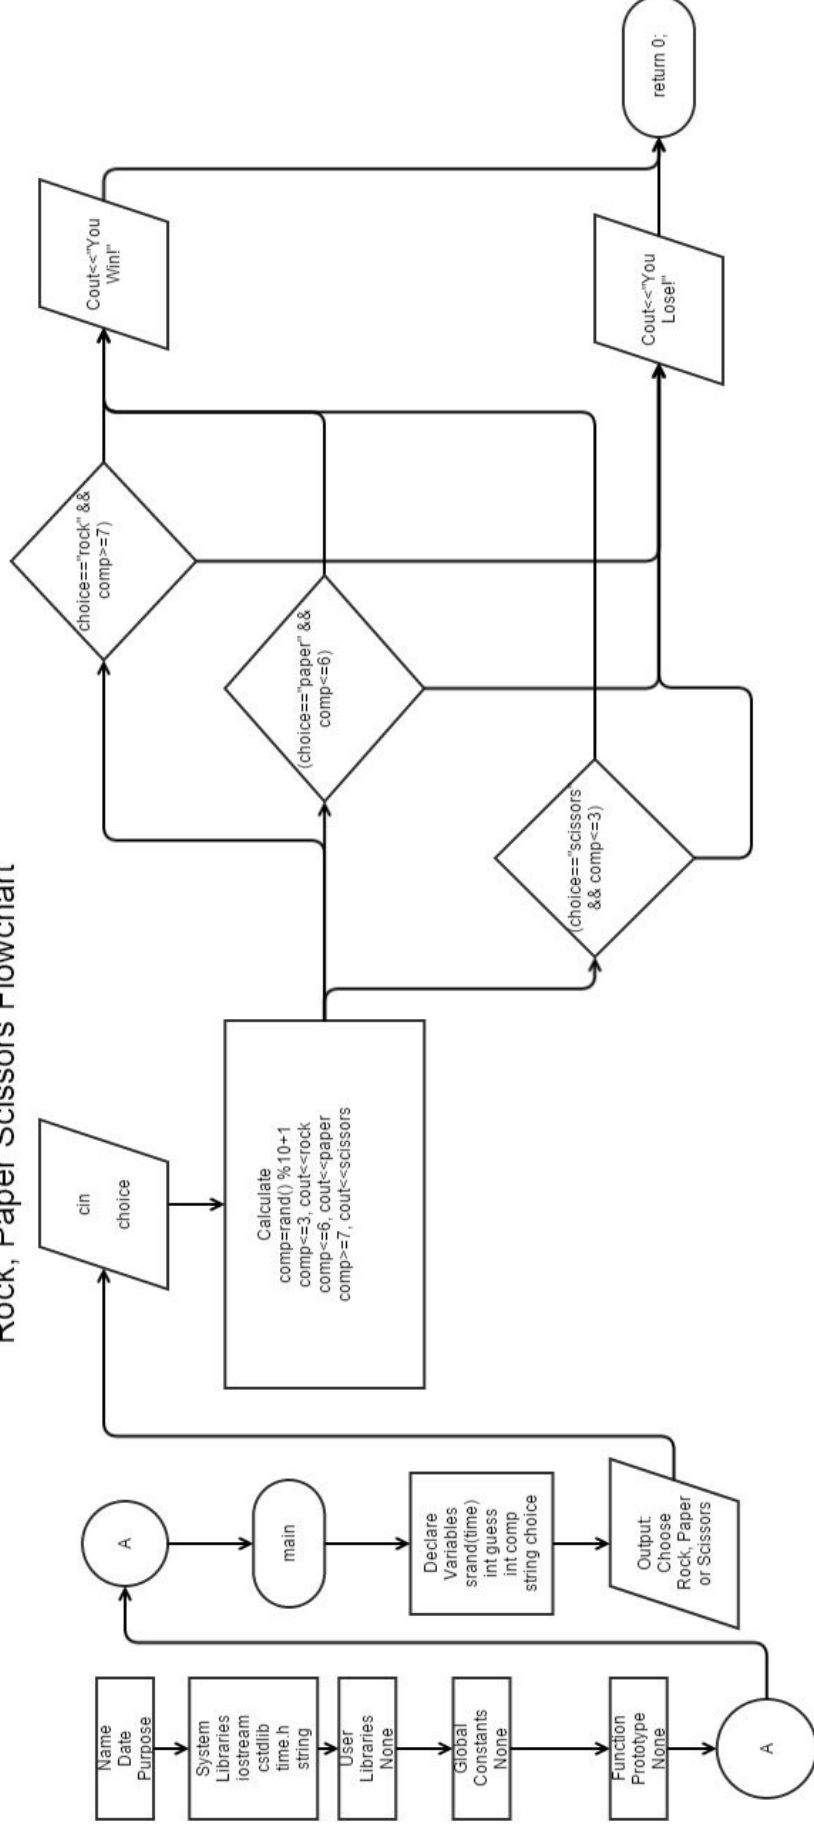 Rock, Paper Scissors Flowchart
Name
Date
Purpose
System
Libraries
iostream
cstdlib
time.h
string
User
Libraries
None
Global
Constants
None
Function
Prototype
None
A
A
main
Declare
Variables
srand(time)
int guess
int comp
string choice
Output:
Choose
Rock, Paper
or Scissors
cin
choice
Calculate
comp=rand() %10+1
comp<=3, cout<<rock
comp<=6, cout<<paper
comp>=7, cout<<scissors
choice=="rock" &&
comp>=7)
(choice=="paper" &&
comp<=6)
(choice=="scissors"
&& comp<=3)
Cout<<"You
Win!"
Cout<<"You
Lose!"
return 0;